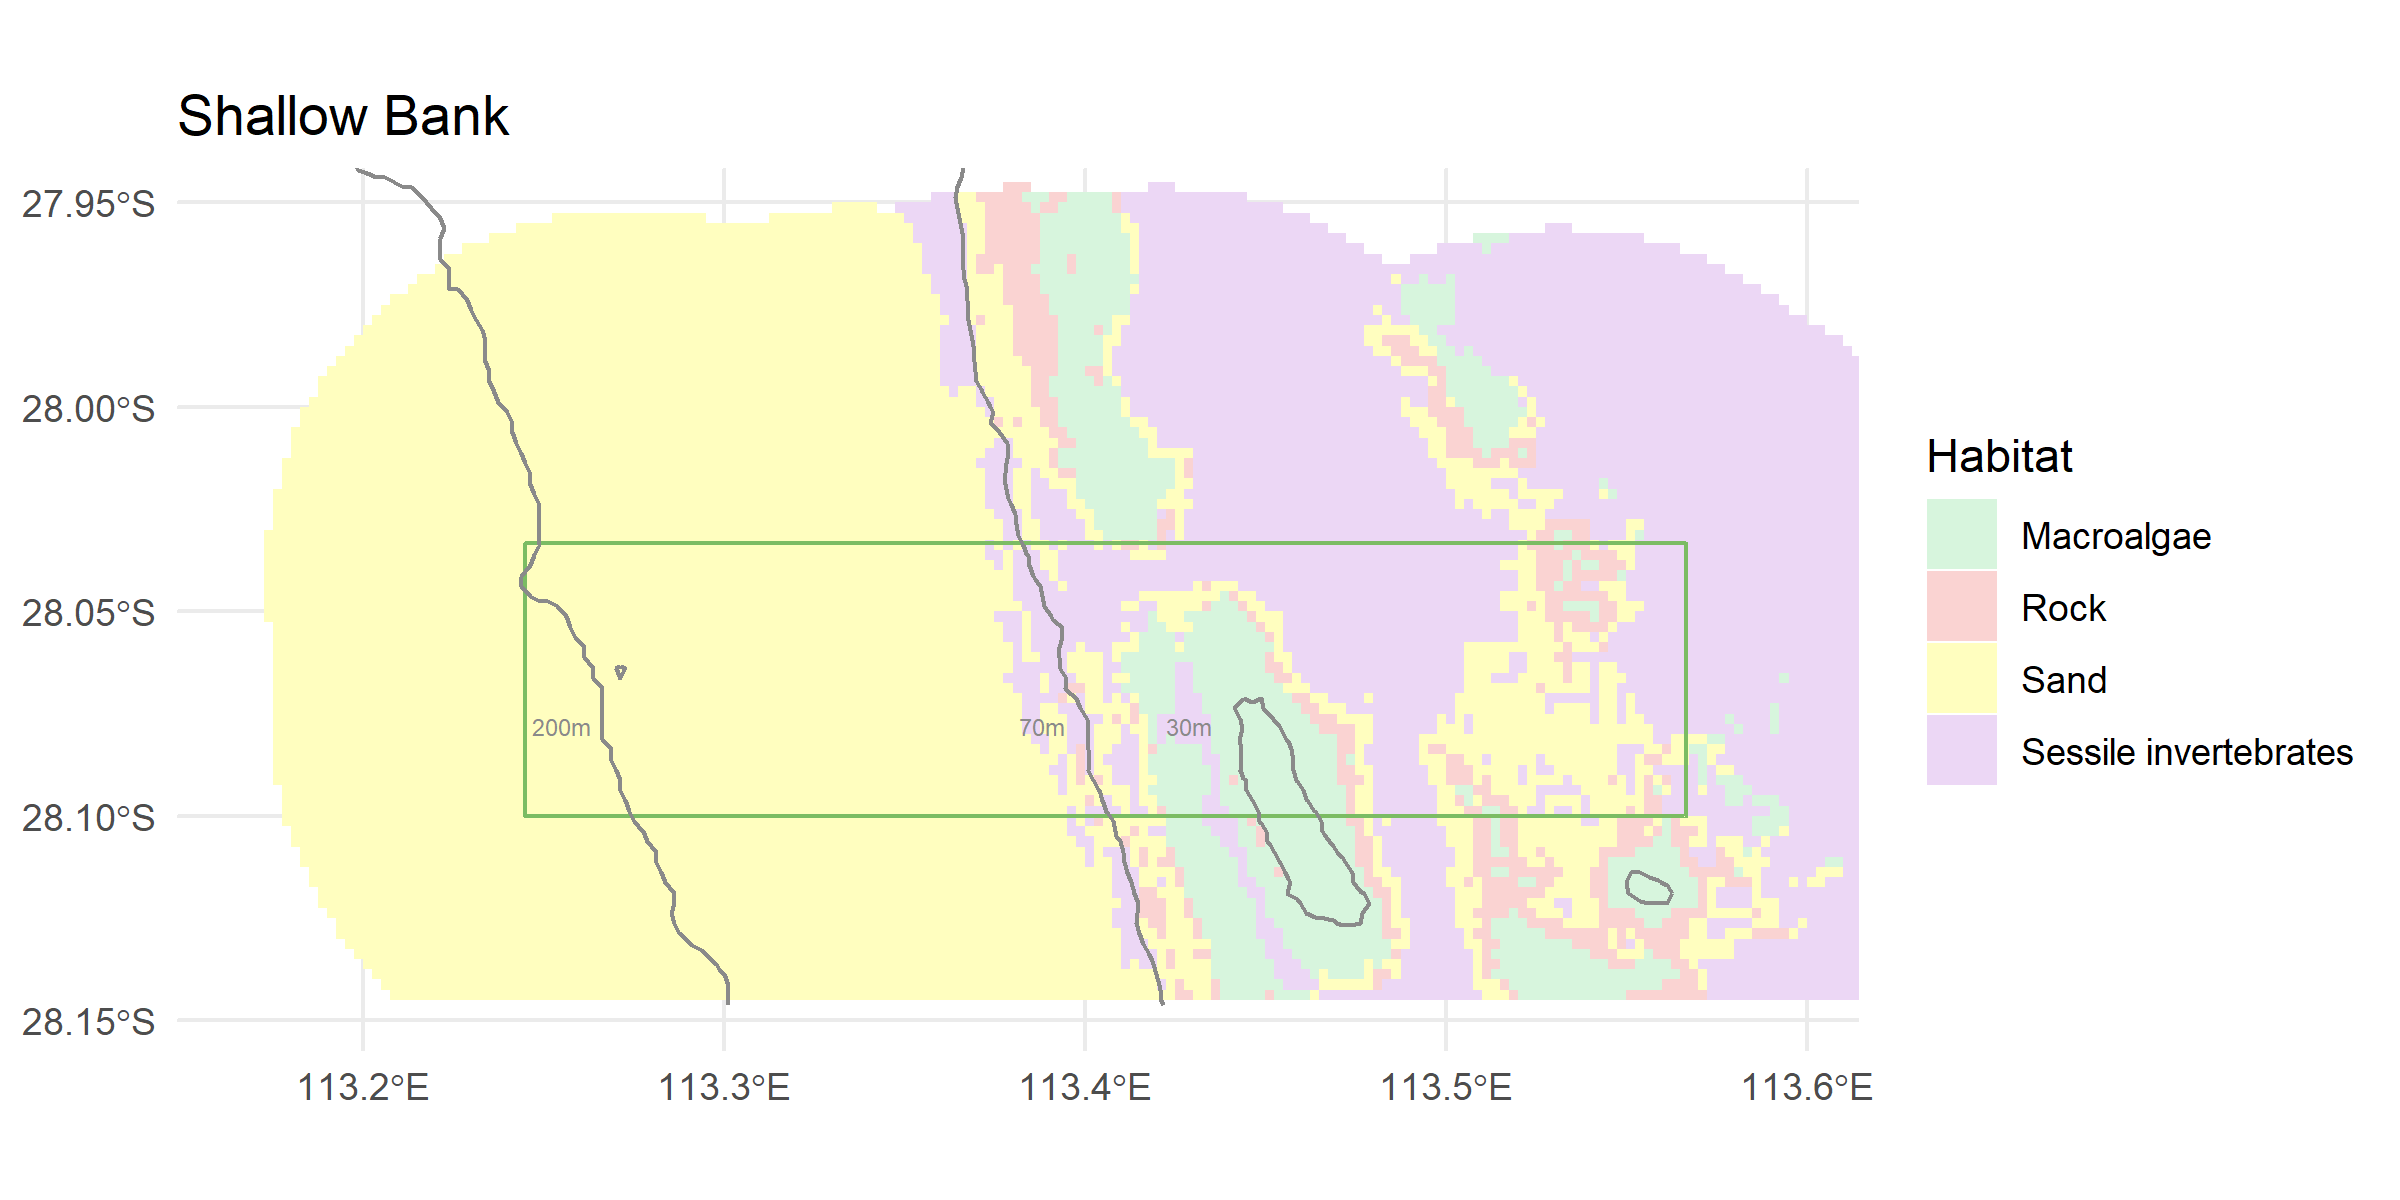 Shallow Bank
27.95°S
28.00°S
28.05°S
28.10°S
28.15°S
200m
70m
30m
113.2°E
113.3°E
113.4°E
113.5°E
113.6°E
Habitat
Macroalgae
Rock
Sand
Sessile invertebrates